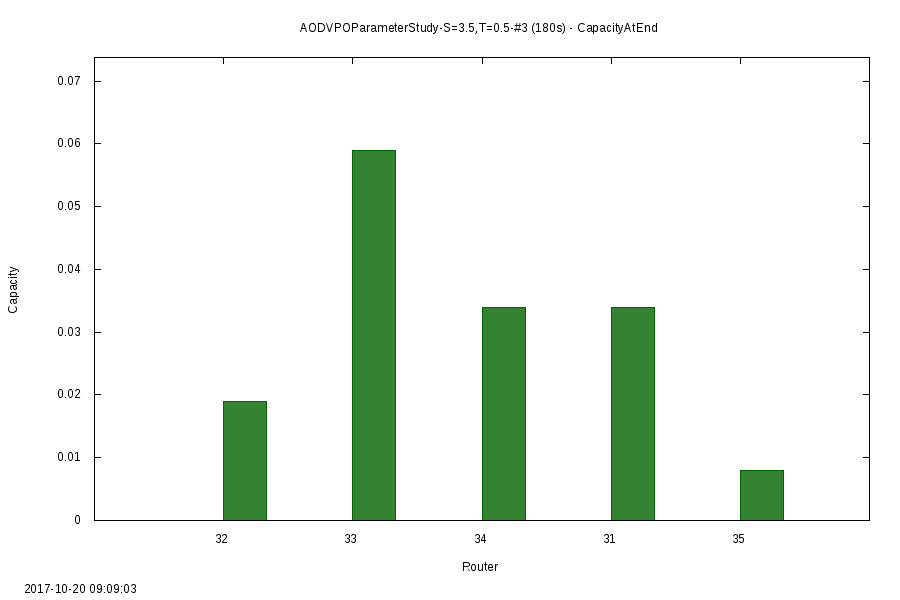 AODVPOParameterStudy-S=3.5,T=0.5-#3 (180s) - CapacityAtEnd
0.07
0.06
0.05
0.04
0.03
0.02
0.01
0
Capacity
32 33 34 31 35
Router
2017-10-20 09:09:03